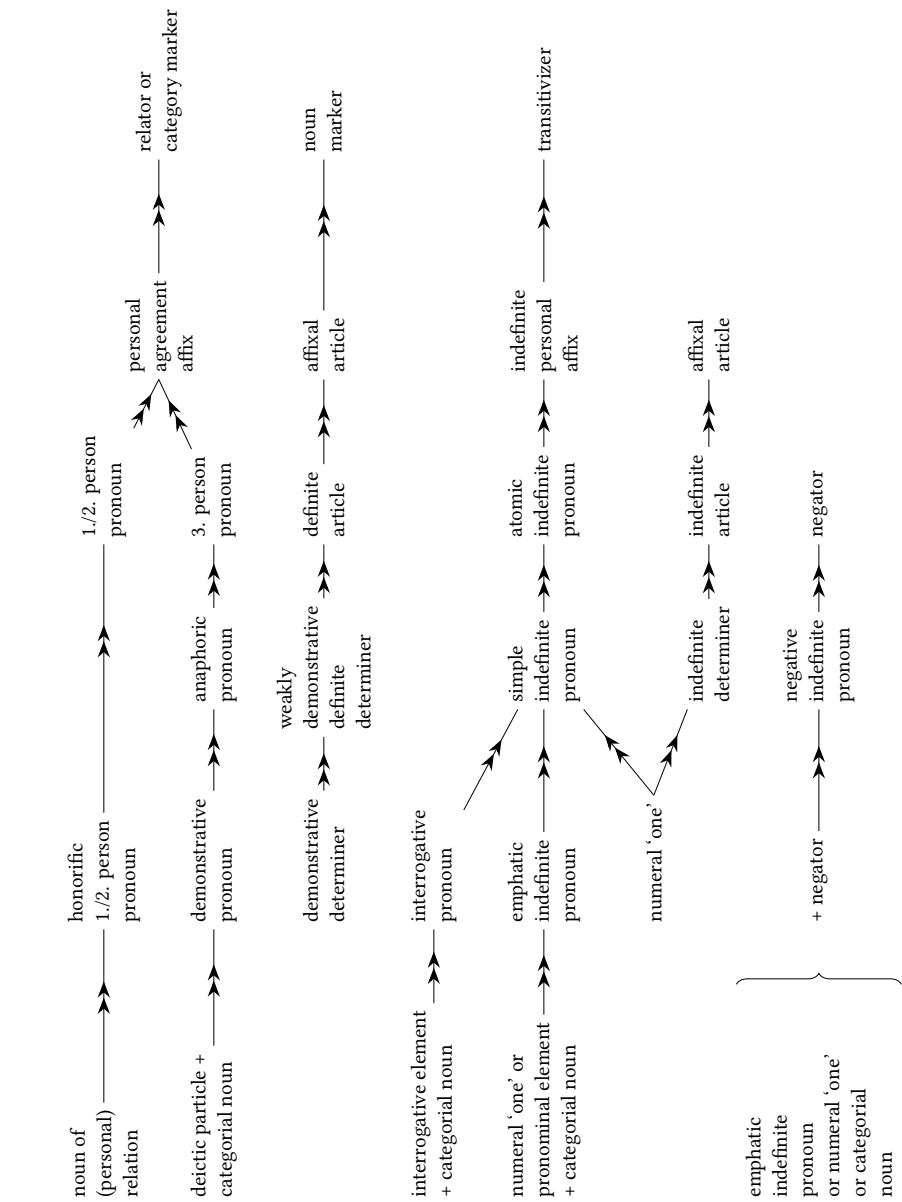 noun of
(personal)
relation
honorific
1./2. person
pronoun
1./2. person
pronoun
deictic particle +
categorial noun
demonstrative
pronoun
anaphoric
pronoun
3. person
pronoun
personal
agreement
affix
relator or
category marker
demonstrative
determiner
weakly
demonstrative
definite
determiner
definite
article
affixal
article
noun
marker
interrogative element
+ categorial noun
interrogative
pronoun
numeral ‘one’ or
pronominal element
+ categorial noun
emphatic
indefinite
pronoun
simple
indefinite
pronoun
atomic
indefinite
pronoun
indefinite
personal
affix
transitivizer
numeral ‘one’
indefinite
determiner
indefinite
article
affixal
article
emphatic
indefinite
pronoun
or numeral ‘one’
or categorial
noun
+ negator
negative
indefinite
pronoun
negator